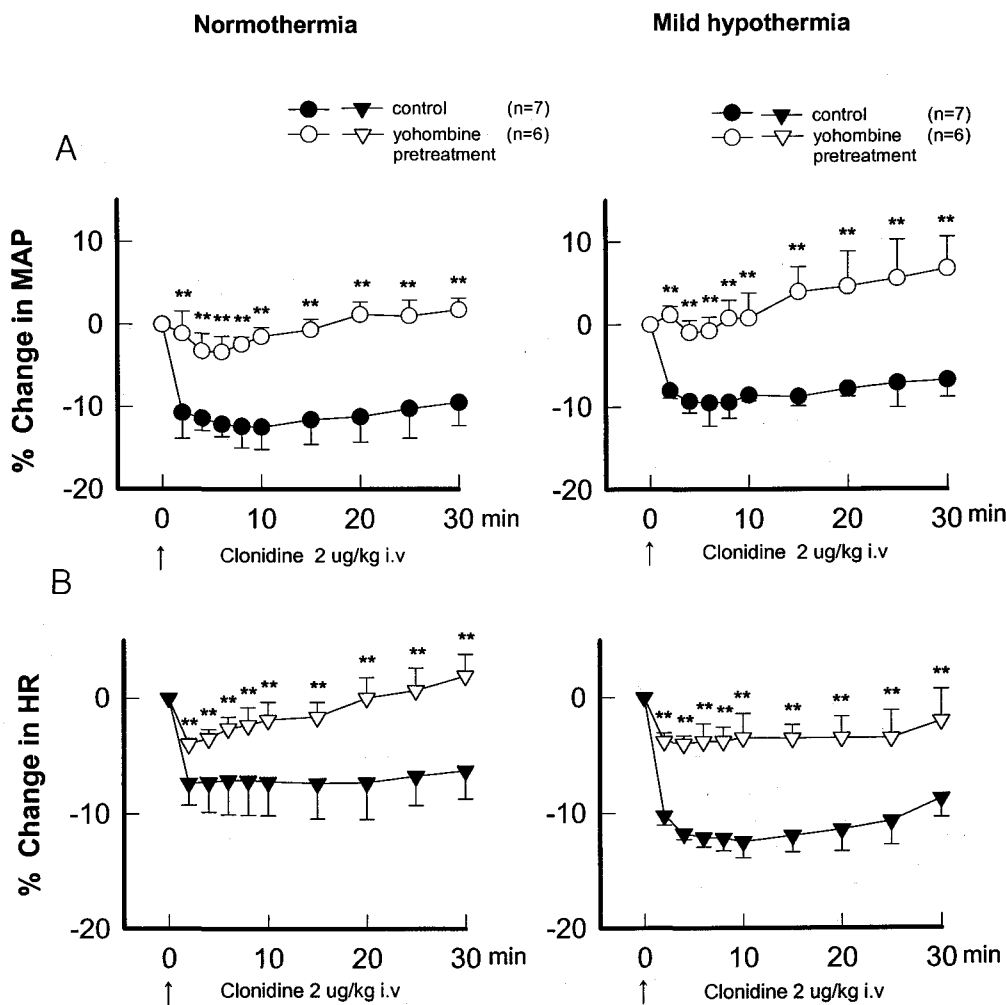 Normothermia
Mild hypothermia
control (n=7)
yohombine (n=6)
pretreatment
control (n=7)
yohombine (n=6)
pretreatment
A
% Change in MAP
10
0
-10
-20
** ** ** ** ** ** ** ** **
0 10 20 30 min
↑ Clonidine 2 ug/kg i.v
10
0
-10
-20
** ** ** ** ** ** ** ** **
0 10 20 30 min
↑ Clonidine 2 ug/kg i.v
B
% Change in HR
0
-10
-20
** ** ** ** ** ** ** ** **
0 10 20 30 min
↑ Clonidine 2 ug/kg i.v
0
-10
-20
** ** ** ** ** ** ** ** **
0 10 20 30 min
↑ Clonidine 2 ug/kg i.v